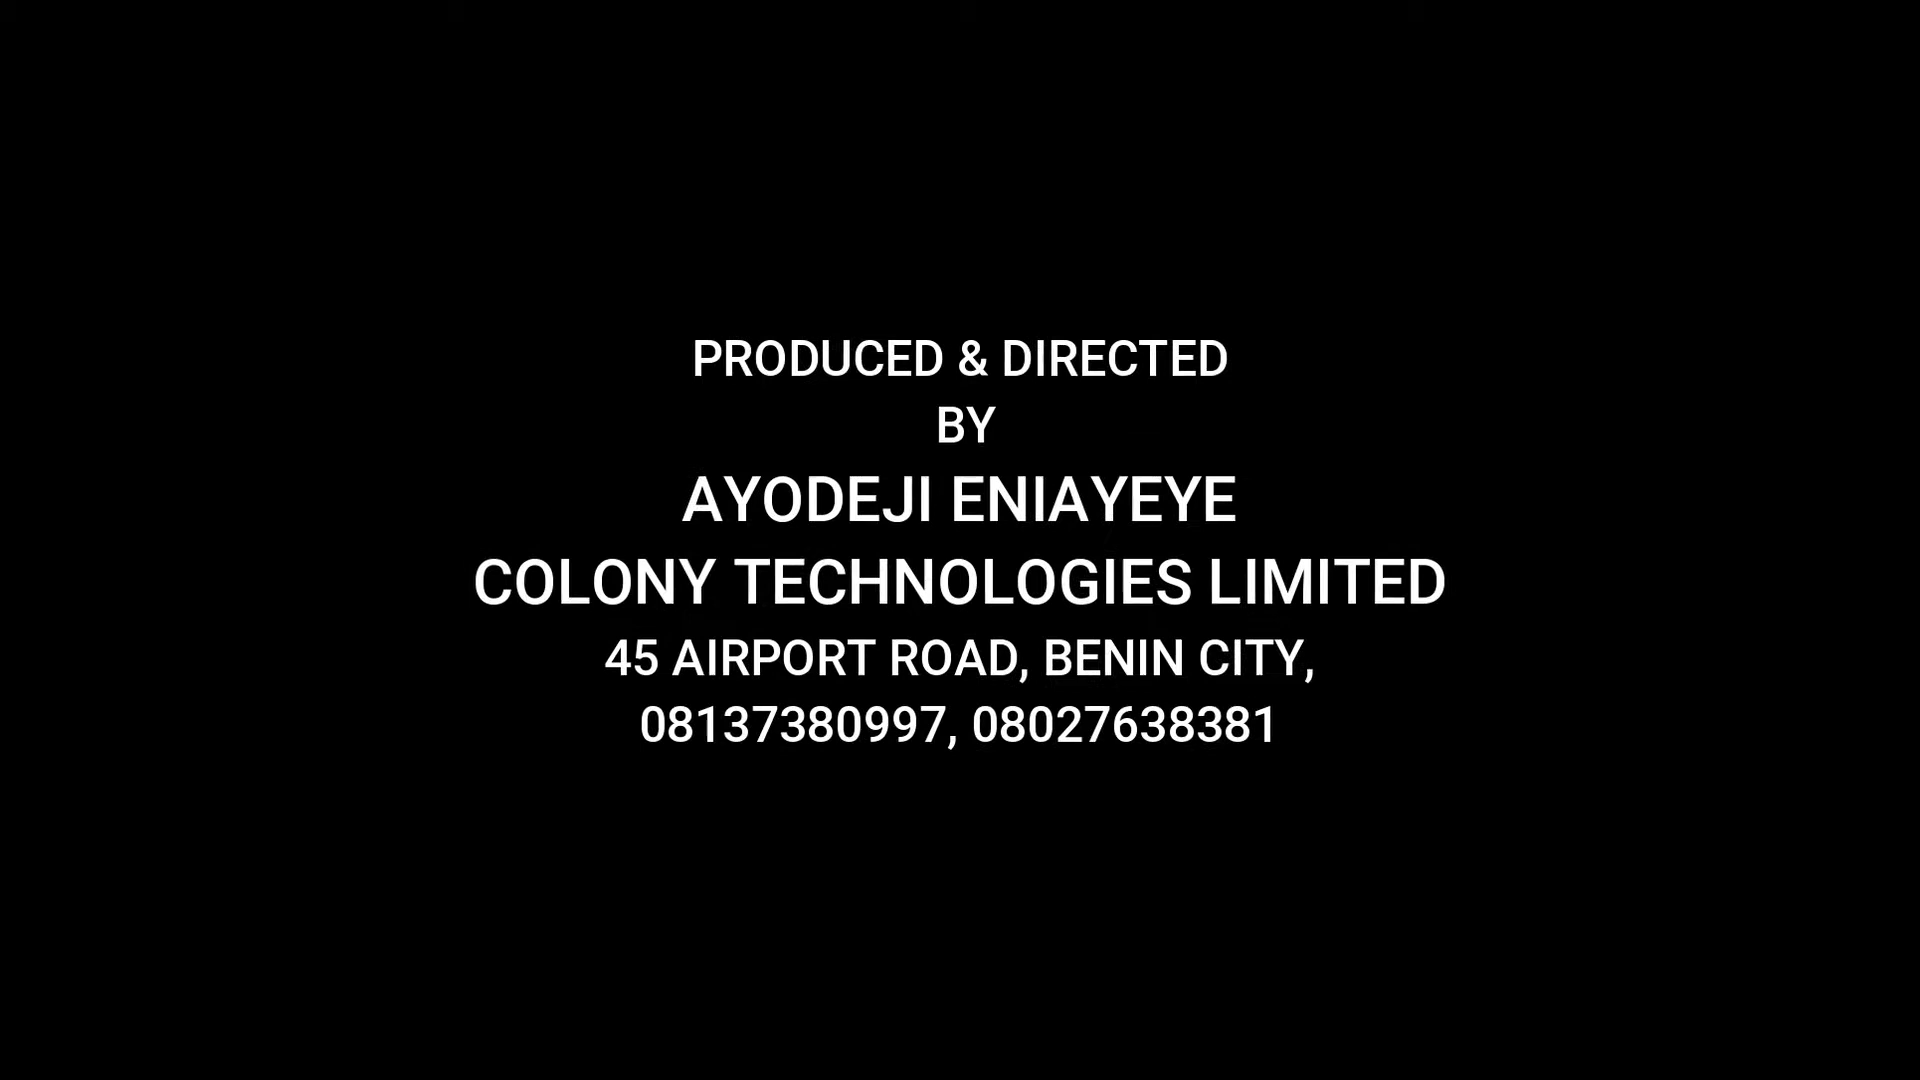 PRODUCED & DIRECTED
BY
AYODEJI ENIAYEYE
COLONY TECHNOLOGIES LIMITED
45 AIRPORT ROAD, BENIN CITY,
08137380997, 08027638381